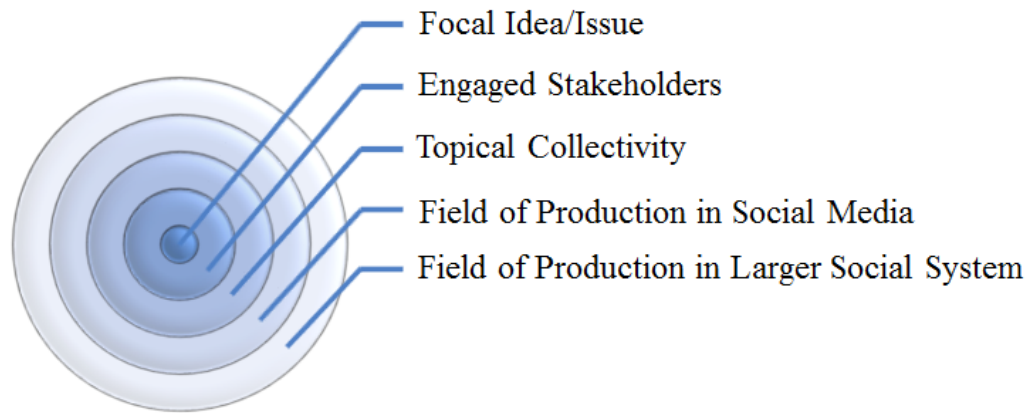 Focal Idea/Issue
Engaged Stakeholders
Topical Collectivity
Field of Production in Social Media
Field of Production in Larger Social System